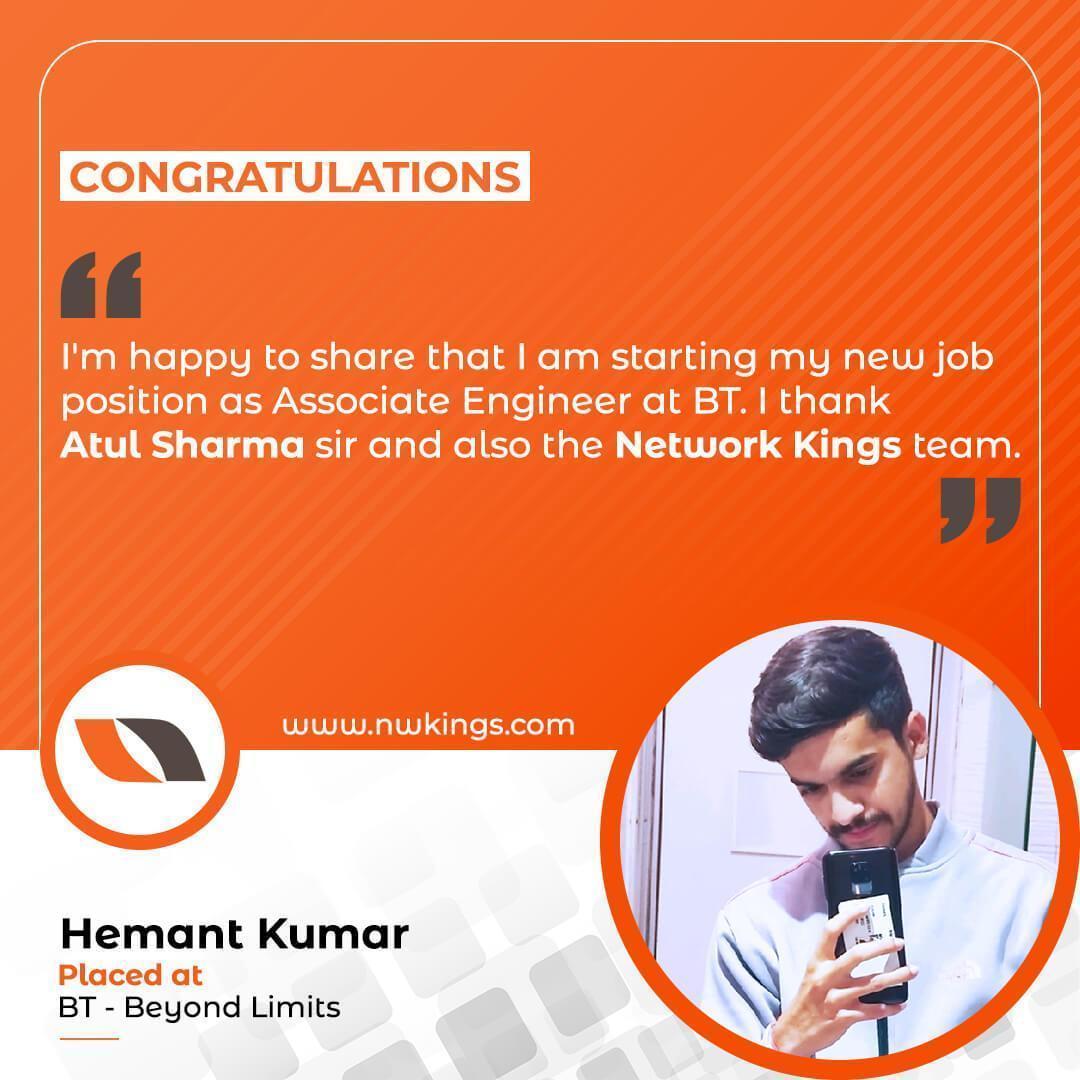 CONGRATULATIONS
“
I'm happy to share that I am starting my new job
position as Associate Engineer at BT. I thank
Atul Sharma sir and also the Network Kings team.
”
www.nwkings.com
Hemant Kumar
Placed at
BT - Beyond Limits